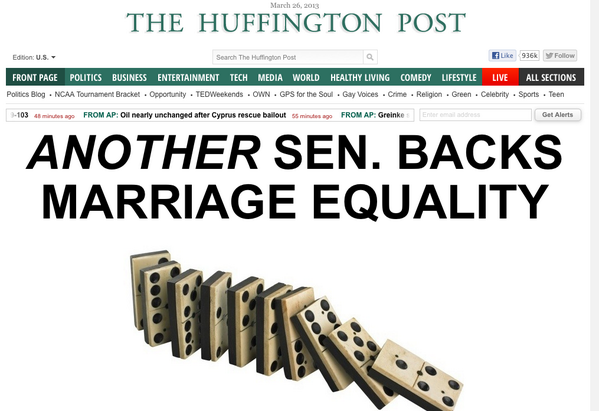 March 26, 2013
THE HUFFINGTON POST
Edition: U.S.
Search The Huffington Post
Like 936k Follow
FRONT PAGE POLITICS BUSINESS ENTERTAINMENT TECH MEDIA WORLD HEALTHY LIVING COMEDY LIFESTYLE LIVE ALL SECTIONS
Politics Blog • NCAA Tournament Bracket • Opportunity • TEDWeekends • OWN • GPS for the Soul • Gay Voices • Crime • Religion • Green • Celebrity • Sports • Teen
-103 48 minutes ago FROM AP: Oil nearly unchanged after Cyprus rescue bailout 55 minutes ago FROM AP: Greinke Enter email address Get Alerts
ANOTHER SEN. BACKS
MARRIAGE EQUALITY